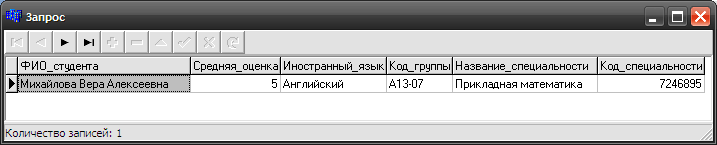 Запрос
ФИО_студента Средняя_оценка Иностранный_язык Код_группы Название_специальности Код_специальности
Михайлова Вера Алексеевна 5 Английский А13-07 Прикладная математика 7246895
Количество записей: 1